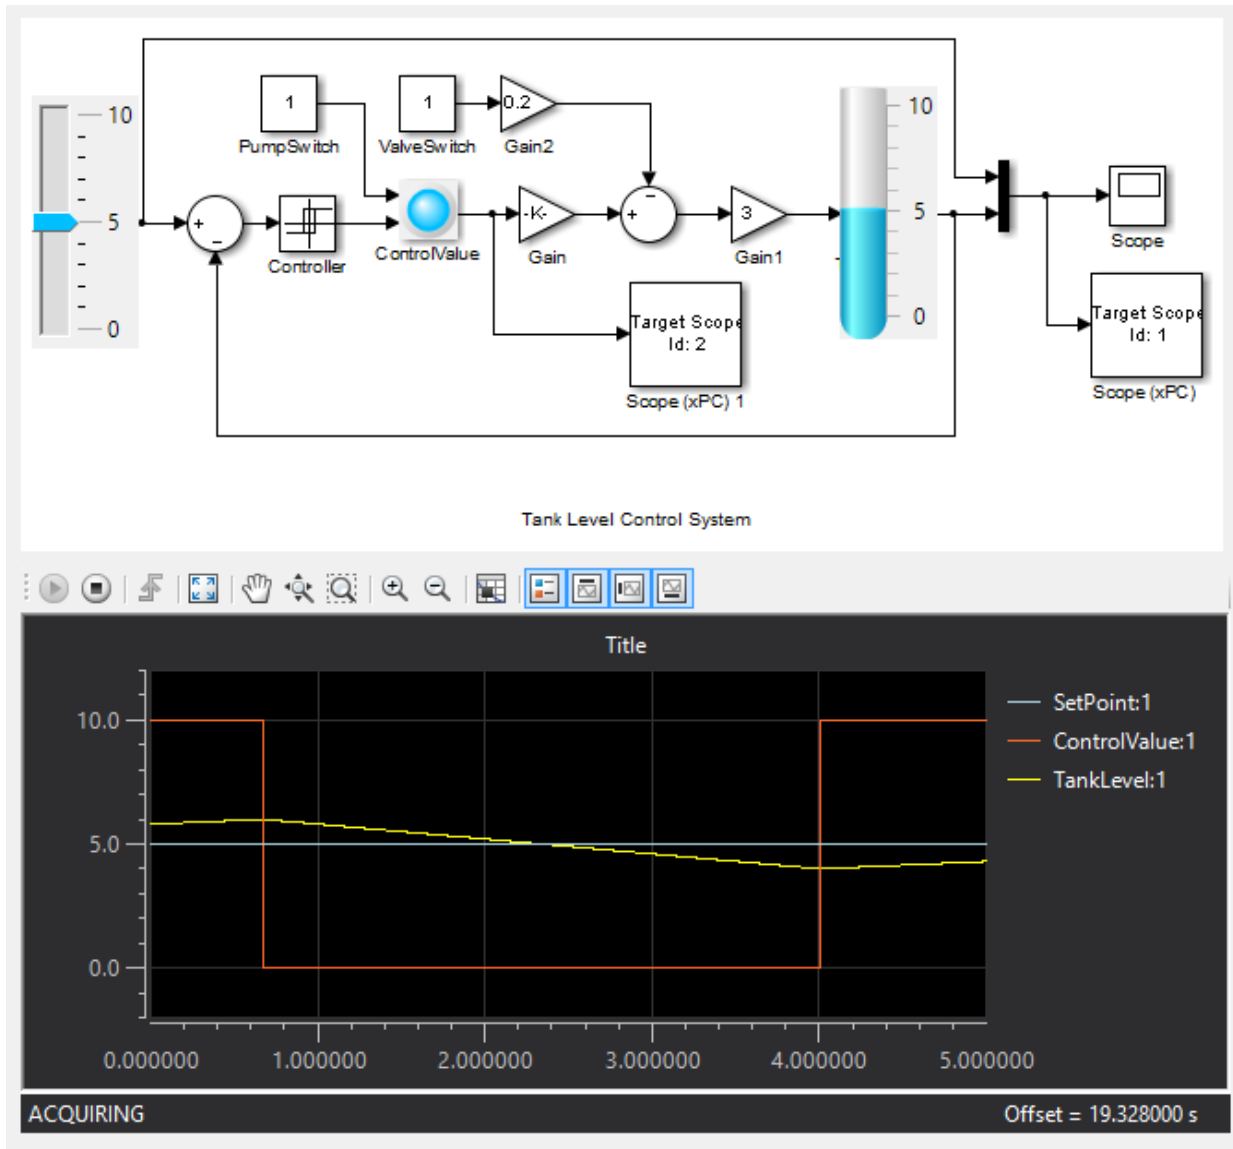 10
5
0
1
PumpSwitch
1
ValveSwitch
0.2
Gain2
+
−
Controller
ControlValue
-K-
Gain
−
+
3
Gain1
10
5
0
Scope
Target Scope
Id: 2
Scope (xPC) 1
Target Scope
Id: 1
Scope (xPC)
Tank Level Control System
Title
10.0
5.0
0.0
0.000000 1.000000 2.000000 3.000000 4.000000 5.000000
SetPoint:1
ControlValue:1
TankLevel:1
ACQUIRING
Offset = 19.328000 s